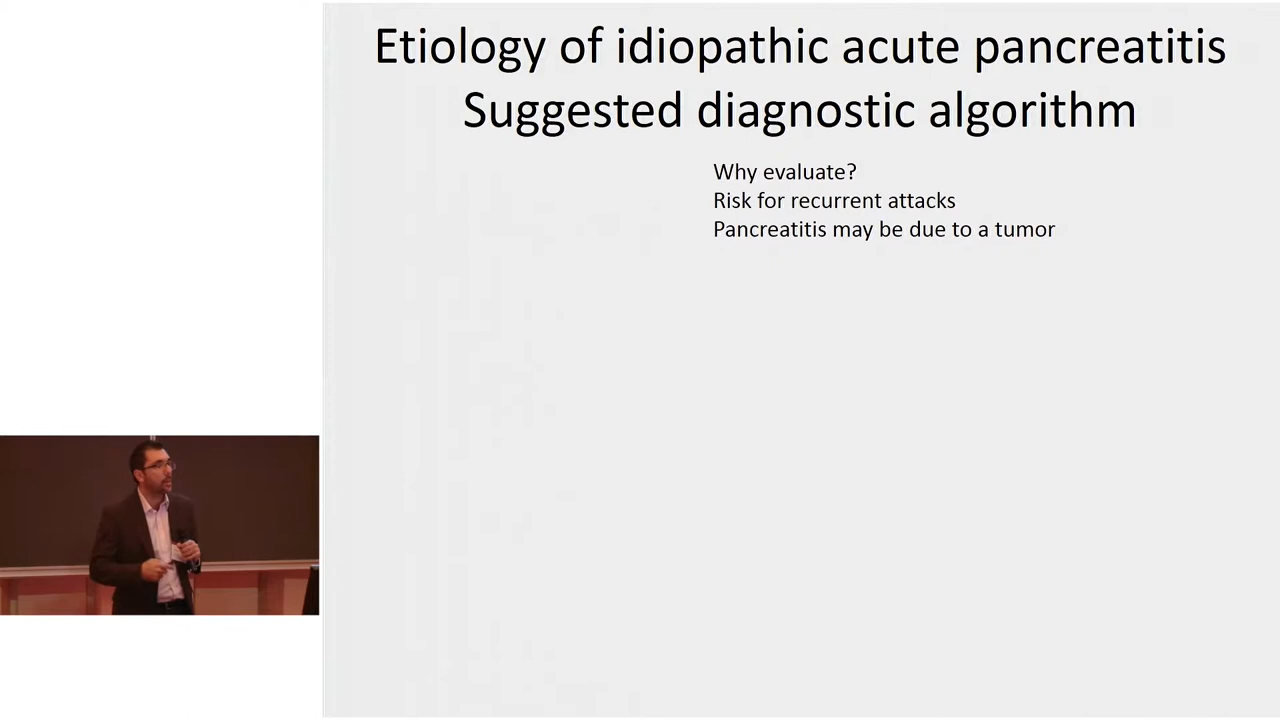 Etiology of idiopathic acute pancreatitis
Suggested diagnostic algorithm
Why evaluate?
Risk for recurrent attacks
Pancreatitis may be due to a tumor